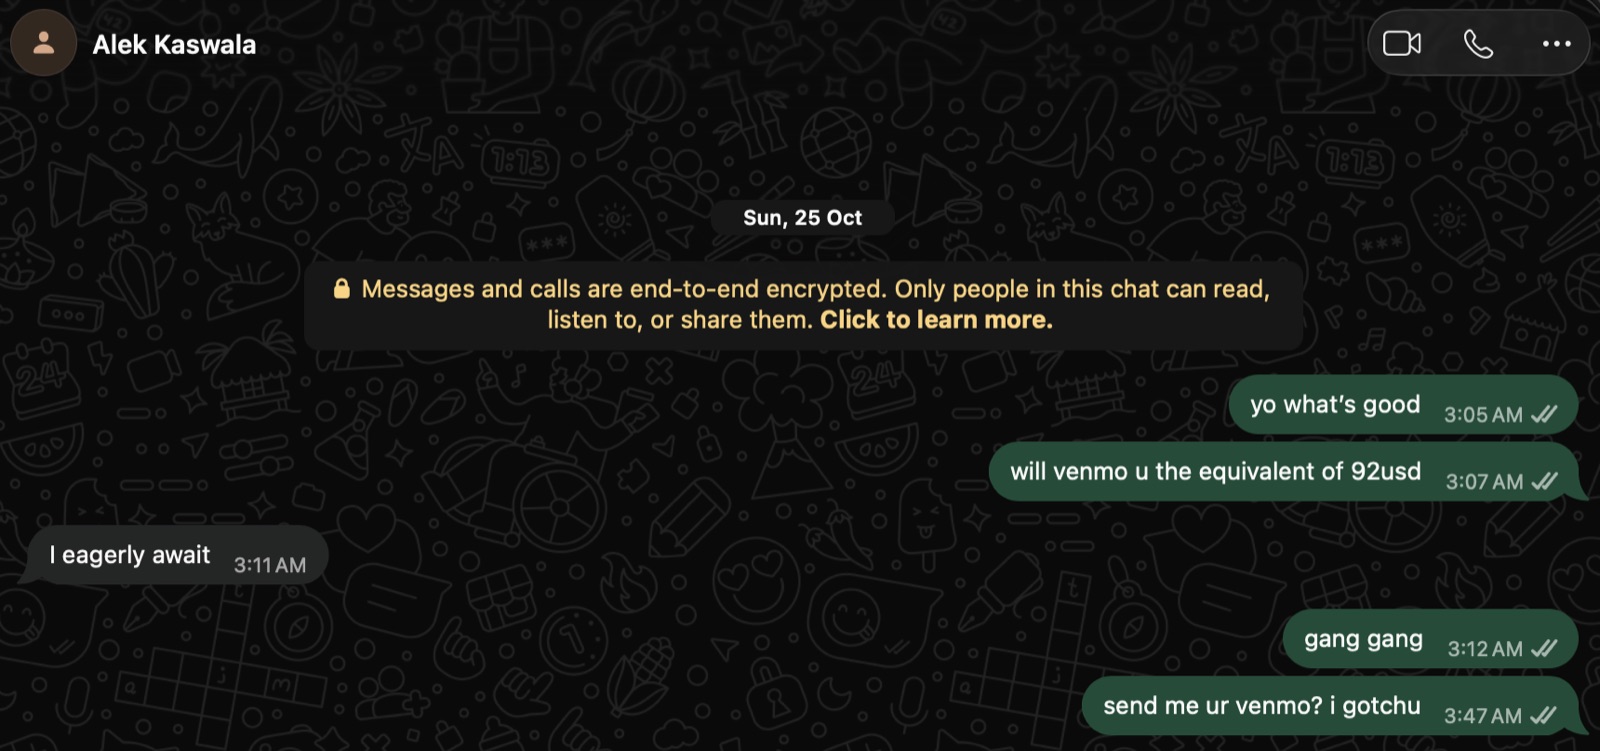 Alek Kaswala
Sun, 25 Oct
Messages and calls are end-to-end encrypted. Only people in this chat can read,
listen to, or share them. Click to learn more.
yo what’s good 3:05 AM
will venmo u the equivalent of 92usd 3:07 AM
I eagerly await 3:11 AM
gang gang 3:12 AM
send me ur venmo? i gotchu 3:47 AM